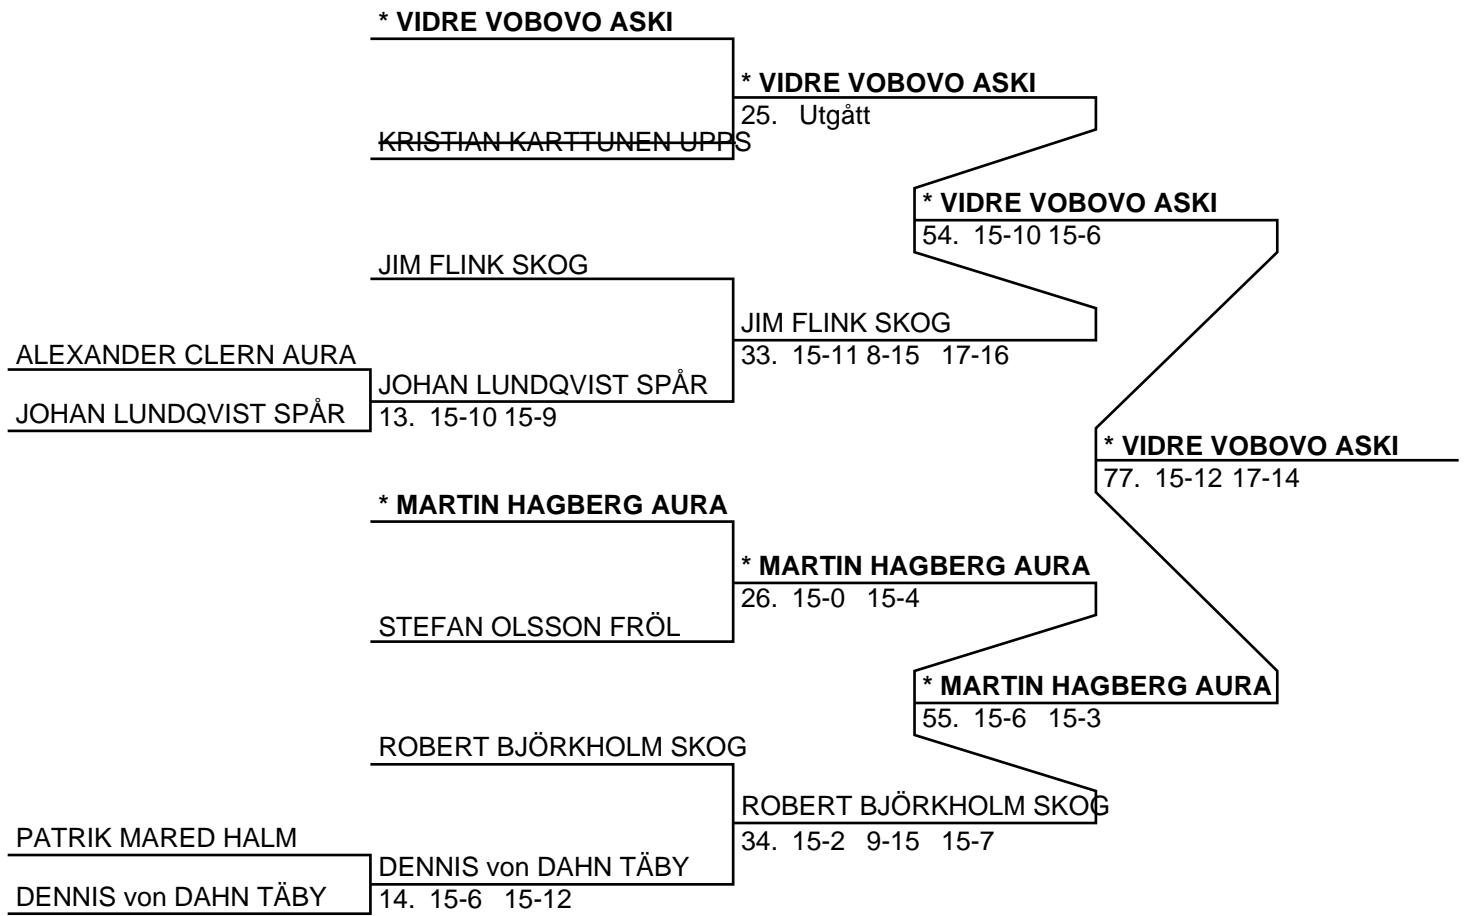 * VIDRE VOBOVO ASKI
* VIDRE VOBOVO ASKI
25. Utgått
KRISTIAN KARTTUNEN UPPS
* VIDRE VOBOVO ASKI
54. 15-10 15-6
JIM FLINK SKOG
JIM FLINK SKOG
33. 15-11 8-15 17-16
ALEXANDER CLERN AURA
JOHAN LUNDQVIST SPÅR
13. 15-10 15-9
JOHAN LUNDQVIST SPÅR
* VIDRE VOBOVO ASKI
77. 15-12 17-14
* MARTIN HAGBERG AURA
* MARTIN HAGBERG AURA
26. 15-0 15-4
STEFAN OLSSON FRÖL
* MARTIN HAGBERG AURA
55. 15-6 15-3
ROBERT BJÖRKHOLM SKOG
ROBERT BJÖRKHOLM SKOG
34. 15-2 9-15 15-7
PATRIK MARED HALM
DENNIS von DAHN TÄBY
14. 15-6 15-12
DENNIS von DAHN TÄBY